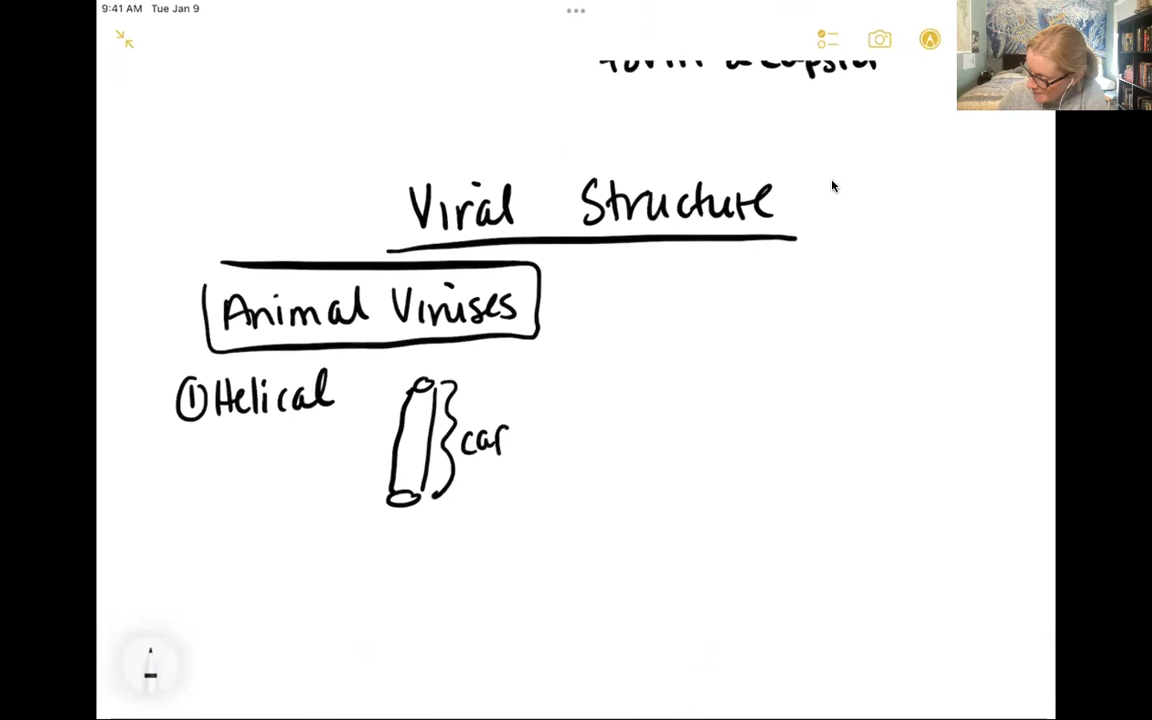 9:41 AM Tue Jan 9
Viral Structure
Animal Viruses
① Helical
car